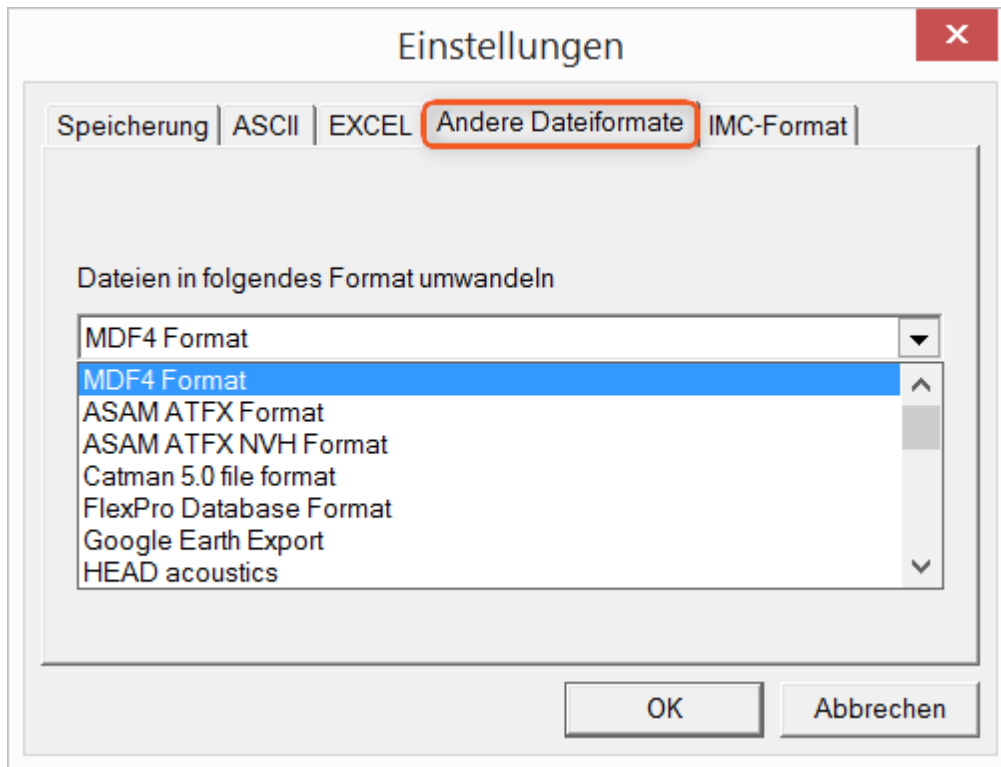 Einstellungen
Speicherung ASCII EXCEL Andere Dateiformate IMC-Format
Dateien in folgendes Format umwandeln
MDF4 Format
MDF4 Format
ASAM ATFX Format
ASAM ATFX NVH Format
Catman 5.0 file format
FlexPro Database Format
Google Earth Export
HEAD acoustics
OK Abbrechen